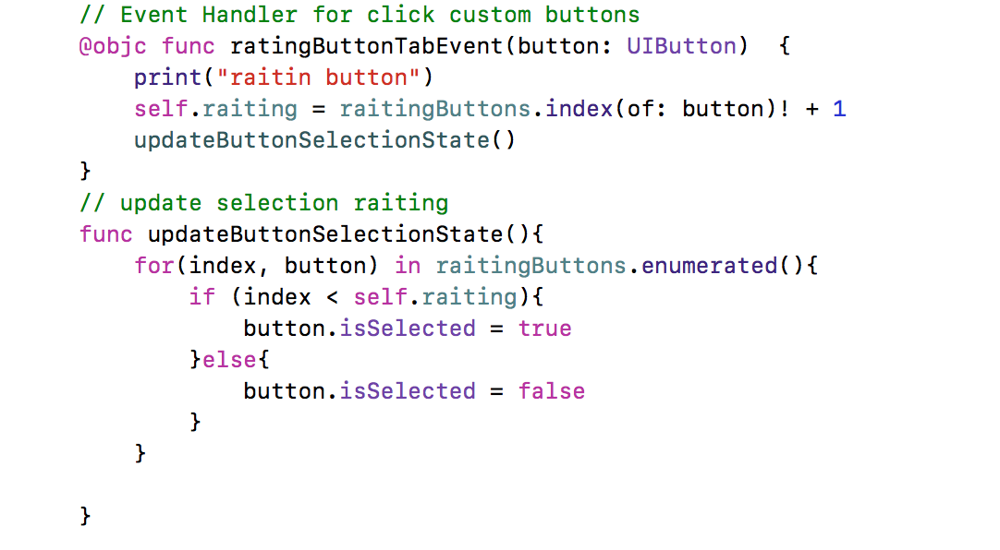 // Event Handler for click custom buttons
@objc func ratingButtonTabEvent(button: UIButton)  {
    print("raitin button")
    self.raiting = raitingButtons.index(of: button)! + 1
    updateButtonSelectionState()
}
// update selection raiting
func updateButtonSelectionState(){
    for(index, button) in raitingButtons.enumerated(){
        if (index < self.raiting){
            button.isSelected = true
        }else{
            button.isSelected = false
        }
    }
}